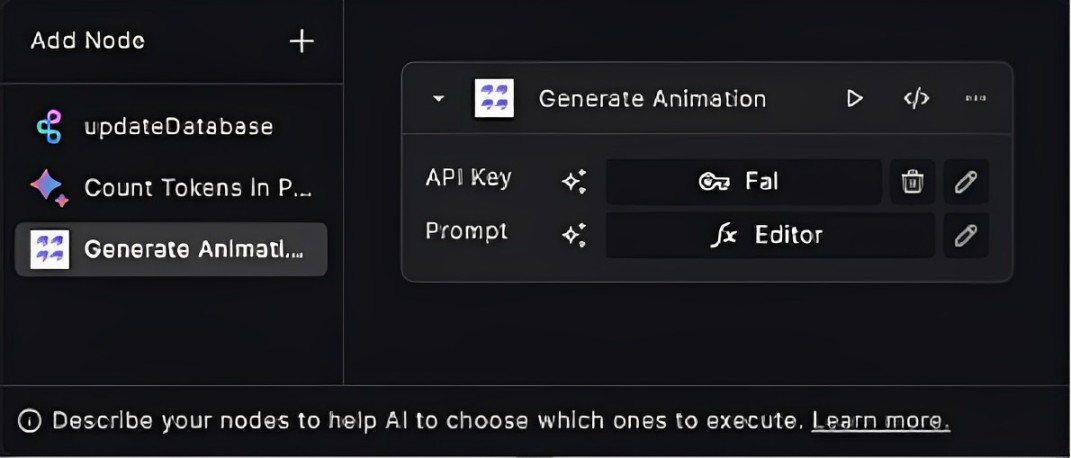 Add Node
updateDatabase
Count Tokens In P...
Generate Animati...
Generate Animation
API Key
Fal
Prompt
fx Editor
Describe your nodes to help AI to choose which ones to execute. Learn more.